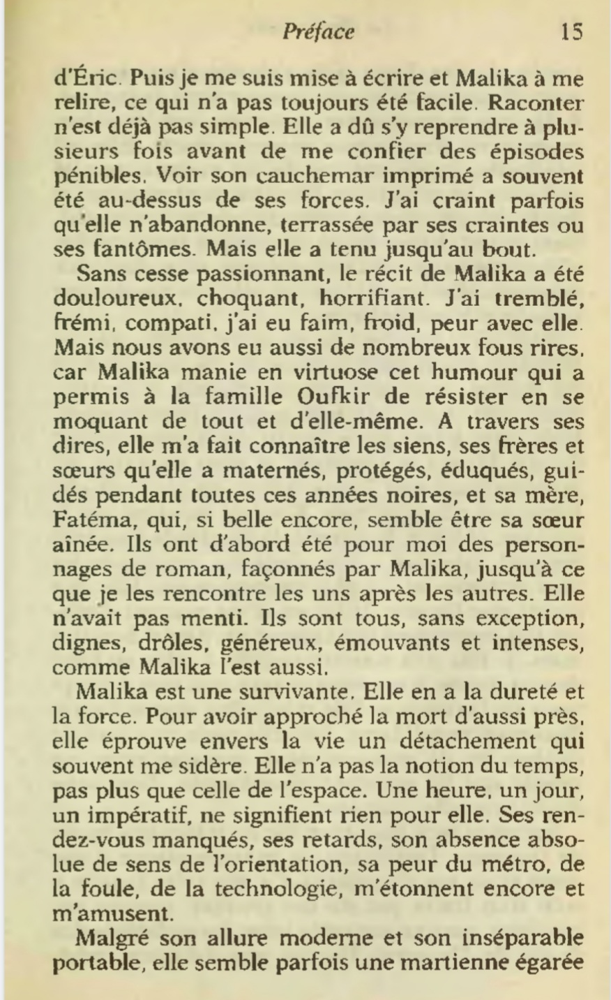 Préface 15
d'Éric. Puis je me suis mise à écrire et Malika à me
relire, ce qui n'a pas toujours été facile. Raconter
n'est déjà pas simple. Elle a dû s'y reprendre à plu-
sieurs fois avant de me confier des épisodes
pénibles. Voir son cauchemar imprimé a souvent
été au-dessus de ses forces. J'ai craint parfois
qu'elle n'abandonne, terrassée par ses craintes ou
ses fantômes. Mais elle a tenu jusqu'au bout.
Sans cesse passionnant, le récit de Malika a été
douloureux, choquant, horrifiant. J'ai tremblé,
frémi, compati, j'ai eu faim, froid, peur avec elle.
Mais nous avons eu aussi de nombreux fous rires,
car Malika manie en virtuose cet humour qui a
permis à la famille Oufkir de résister en se
moquant de tout et d'elle-même. A travers ses
dires, elle m'a fait connaître les siens, ses frères et
sœurs qu'elle a maternés, protégés, éduqués, gui-
dés pendant toutes ces années noires, et sa mère,
Fatéma, qui, si belle encore, semble être sa sœur
aînée. Ils ont d'abord été pour moi des person-
nages de roman, façonnés par Malika, jusqu'à ce
que je les rencontre les uns après les autres. Elle
n'avait pas menti. Ils sont tous, sans exception,
dignes, drôles, généreux, émouvants et intenses,
comme Malika l'est aussi.
Malika est une survivante. Elle en a la dureté et
la force. Pour avoir approché la mort d'aussi près,
elle éprouve envers la vie un détachement qui
souvent me sidère. Elle n'a pas la notion du temps,
pas plus que celle de l'espace. Une heure, un jour,
un impératif, ne signifient rien pour elle. Ses ren-
dez-vous manqués, ses retards, son absence abso-
lue de sens de l'orientation, sa peur du métro, de
la foule, de la technologie, m'étonnent encore et
m'amusent.
Malgré son allure moderne et son inséparable
portable, elle semble parfois une martienne égarée